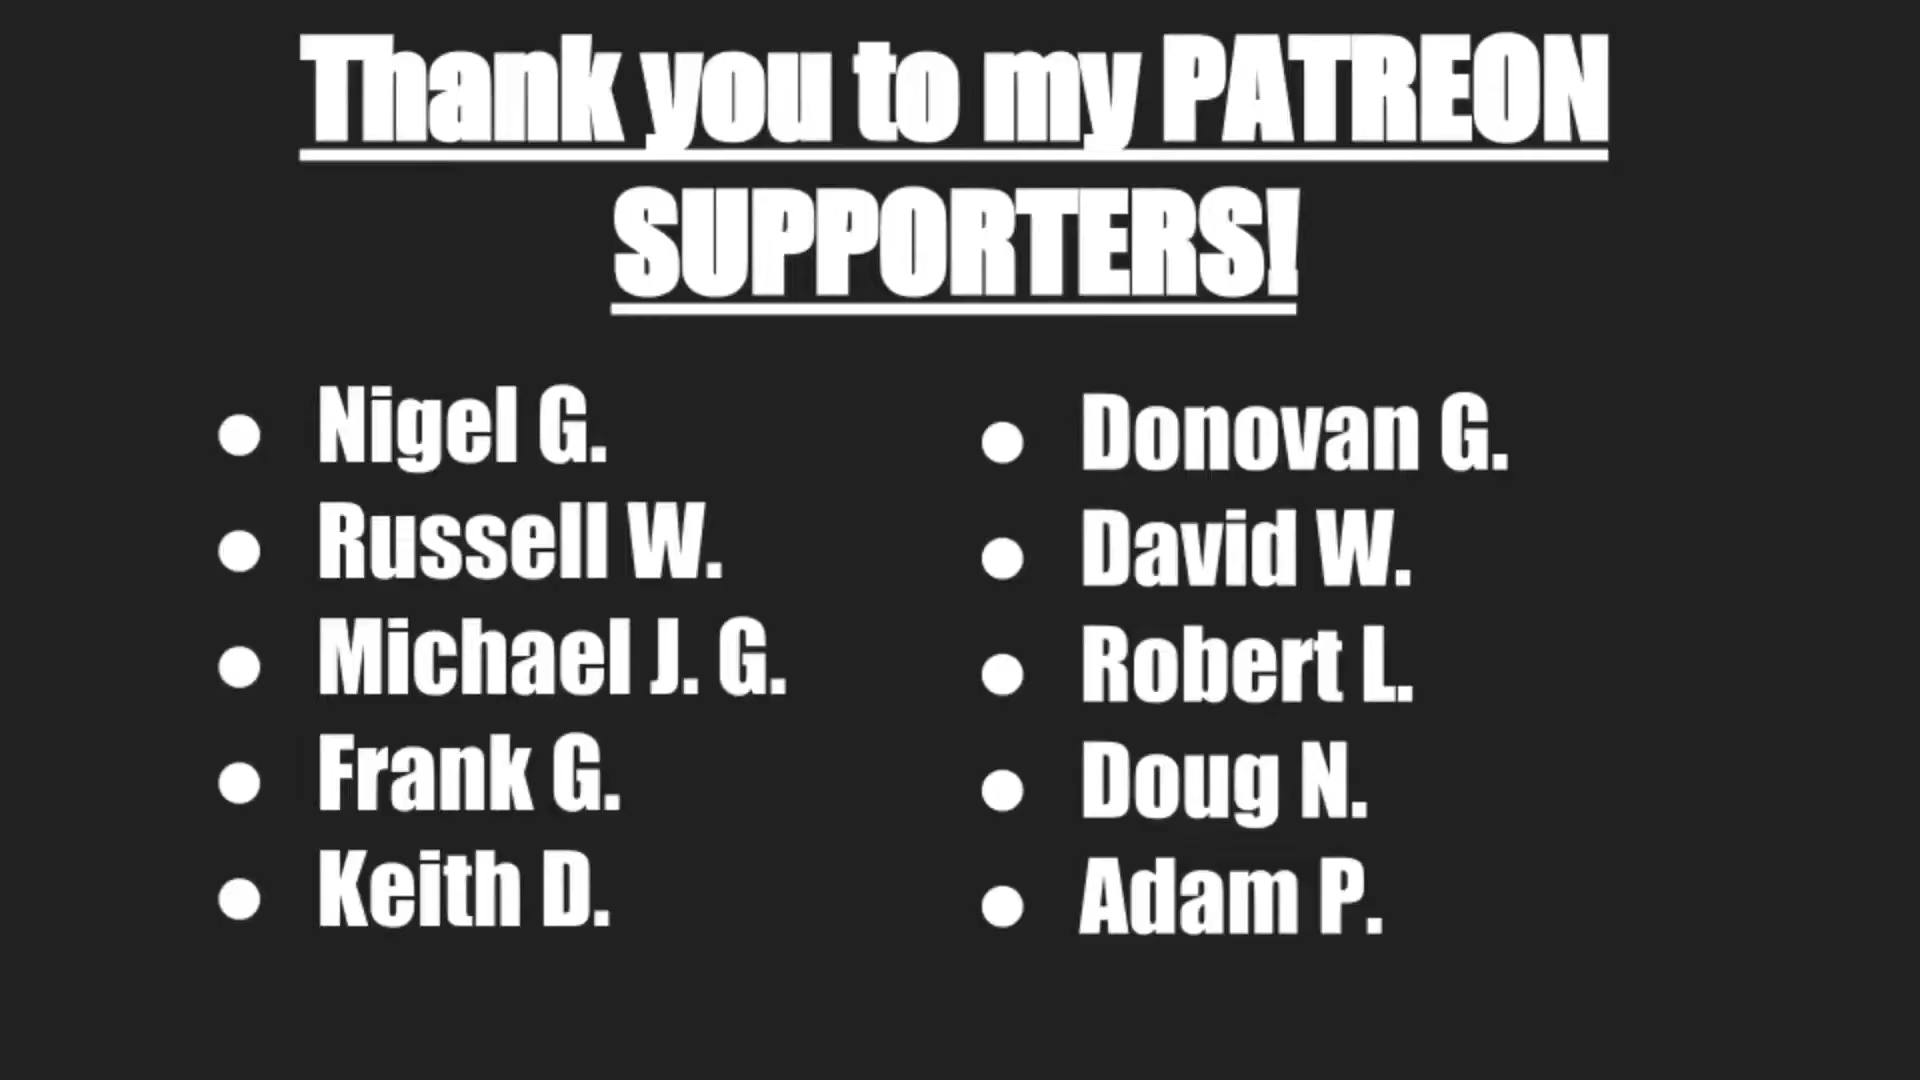 Thank you to my PATREON
SUPPORTERS!
● Nigel G.
● Russell W.
● Michael J. G.
● Frank G.
● Keith D.
● Donovan G.
● David W.
● Robert L.
● Doug N.
● Adam P.